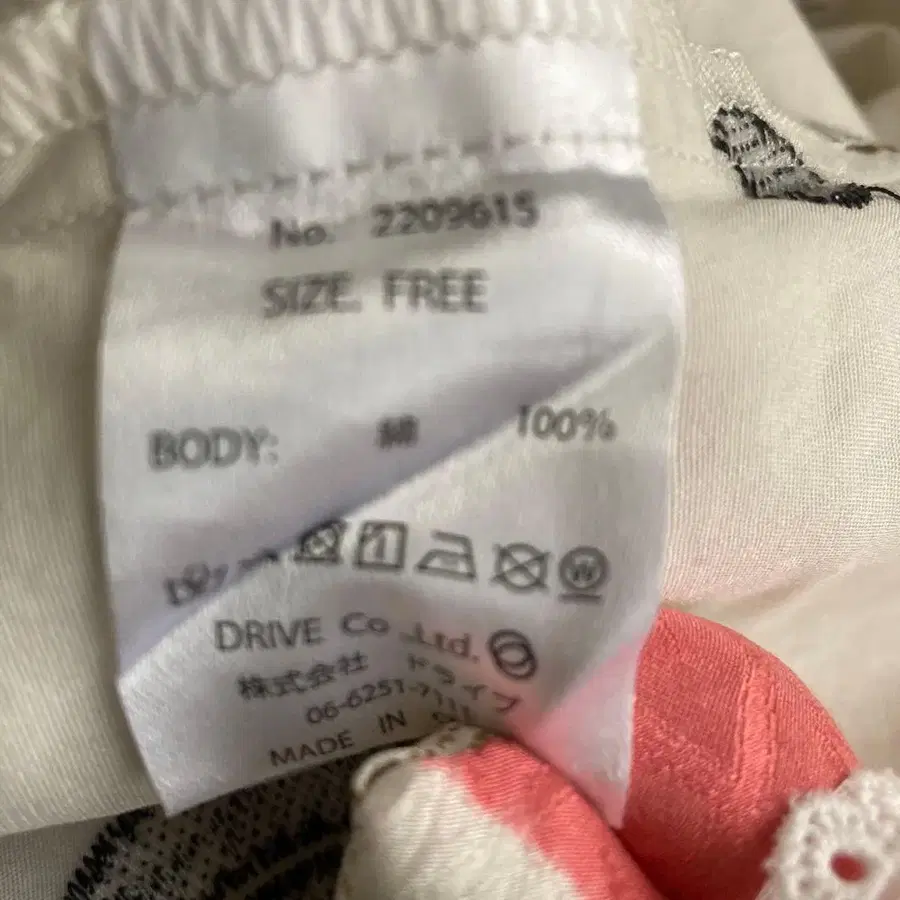 No. 2209615
SIZE. FREE
BODY: 綿 100%
W
DRIVE Co.,Ltd.
株式会社 ドライブ
06-6251-711
MADE IN